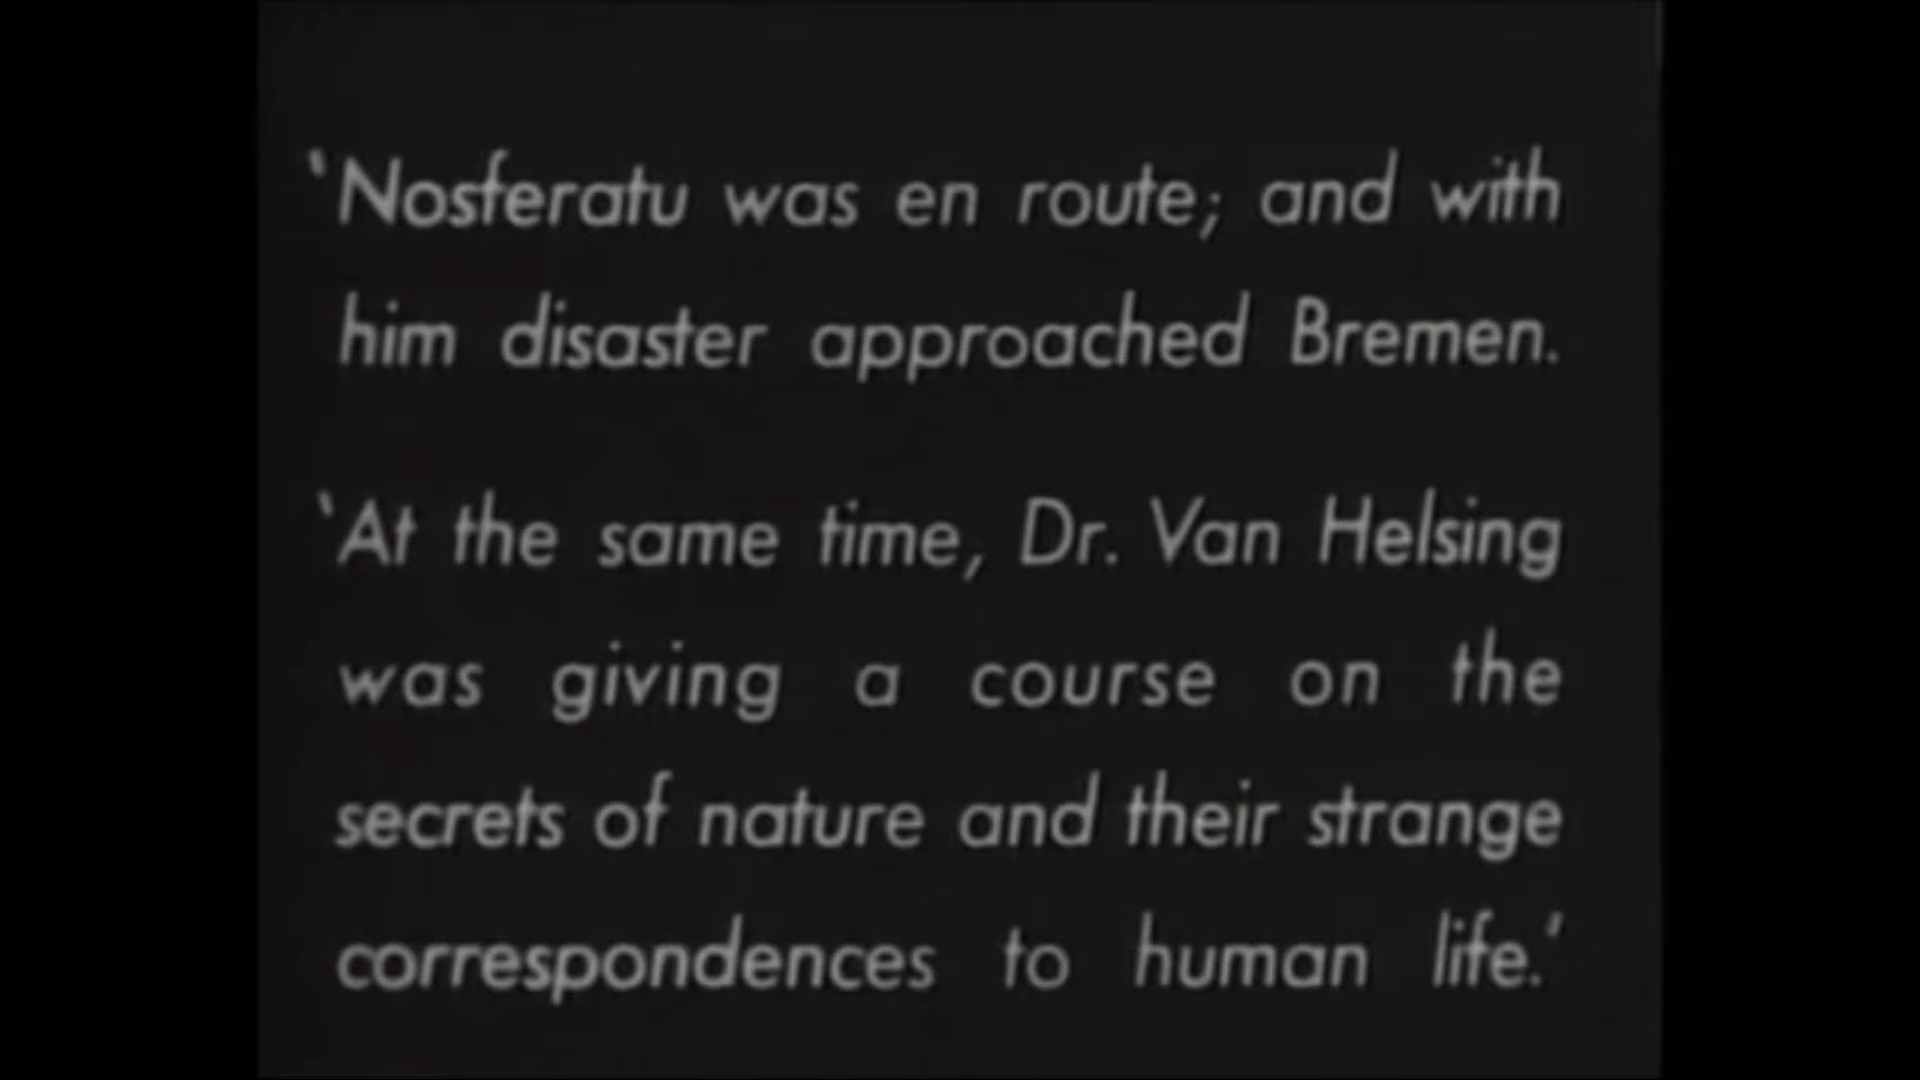 ‘Nosferatu was en route; and with
him disaster approached Bremen.
‘At the same time, Dr. Van Helsing
was giving a course on the
secrets of nature and their strange
correspondences to human life.’